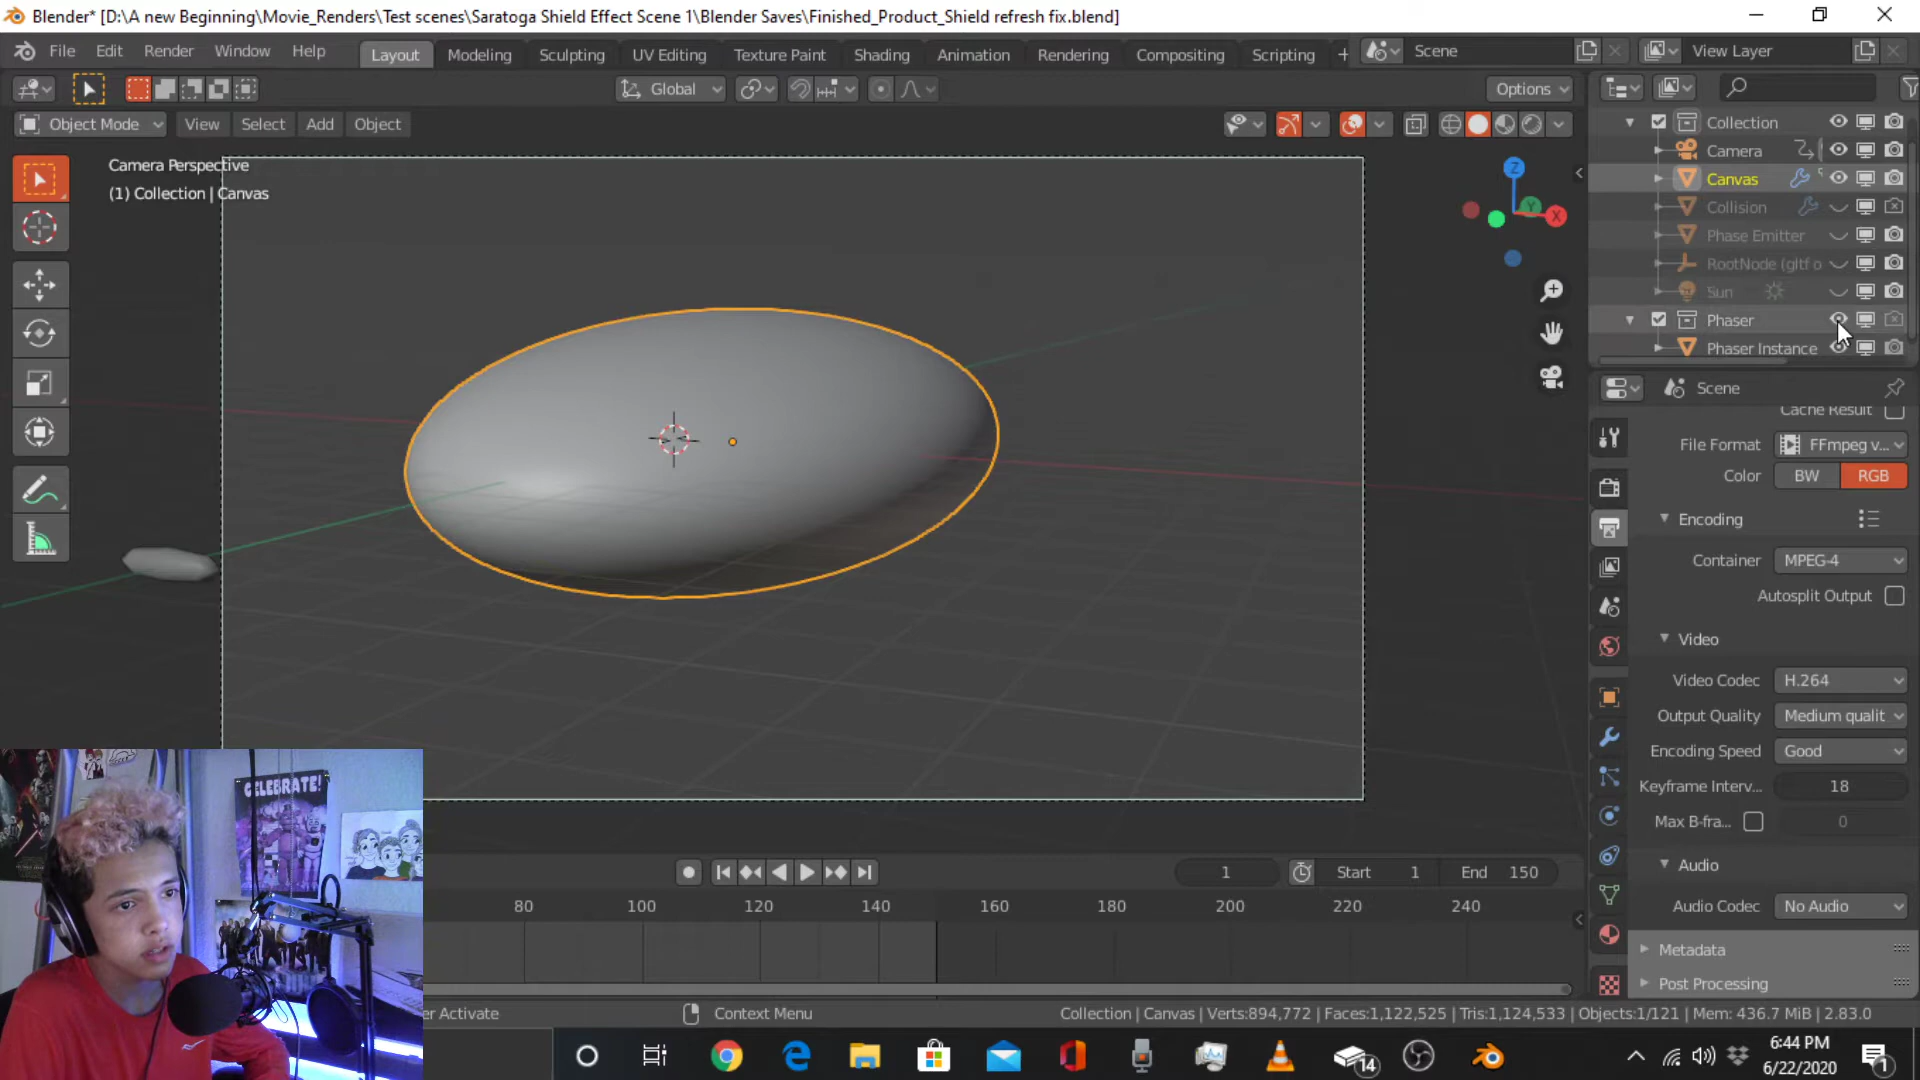 Blender* [D:\A new Beginning\Movie_Renders\Test scenes\Saratoga Shield Effect Scene 1\Blender Saves\Finished_Product_Shield refresh fix.blend]
File Edit Render Window Help Layout Modeling Sculpting UV Editing Texture Paint Shading Animation Rendering Compositing Scripting + Scene View Layer
Global Options
Object Mode View Select Add Object
Camera Perspective
(1) Collection | Canvas
Z
Y
X
Collection
Camera
Canvas
Collision
Phase Emitter
RootNode (gltf o
Sun
Phaser
Phaser Instance
Scene
Cache Result
File Format FFmpeg v...
Color BW RGB
Encoding
Container MPEG-4
Autosplit Output
Video
Video Codec H.264
Output Quality Medium qualit
Encoding Speed Good
Keyframe Interv... 18
Max B-fra... 0
Audio
Audio Codec No Audio
Metadata
Post Processing
CELEBRATE!
1 Start 1 End 150
80 100 120 140 160 180 200 220 240
er Activate Context Menu Collection | Canvas | Verts:894,772 | Faces:1,122,525 | Tris:1,124,533 | Objects:1/121 | Mem: 436.7 MiB | 2.83.0
14
6:44 PM
6/22/2020
1